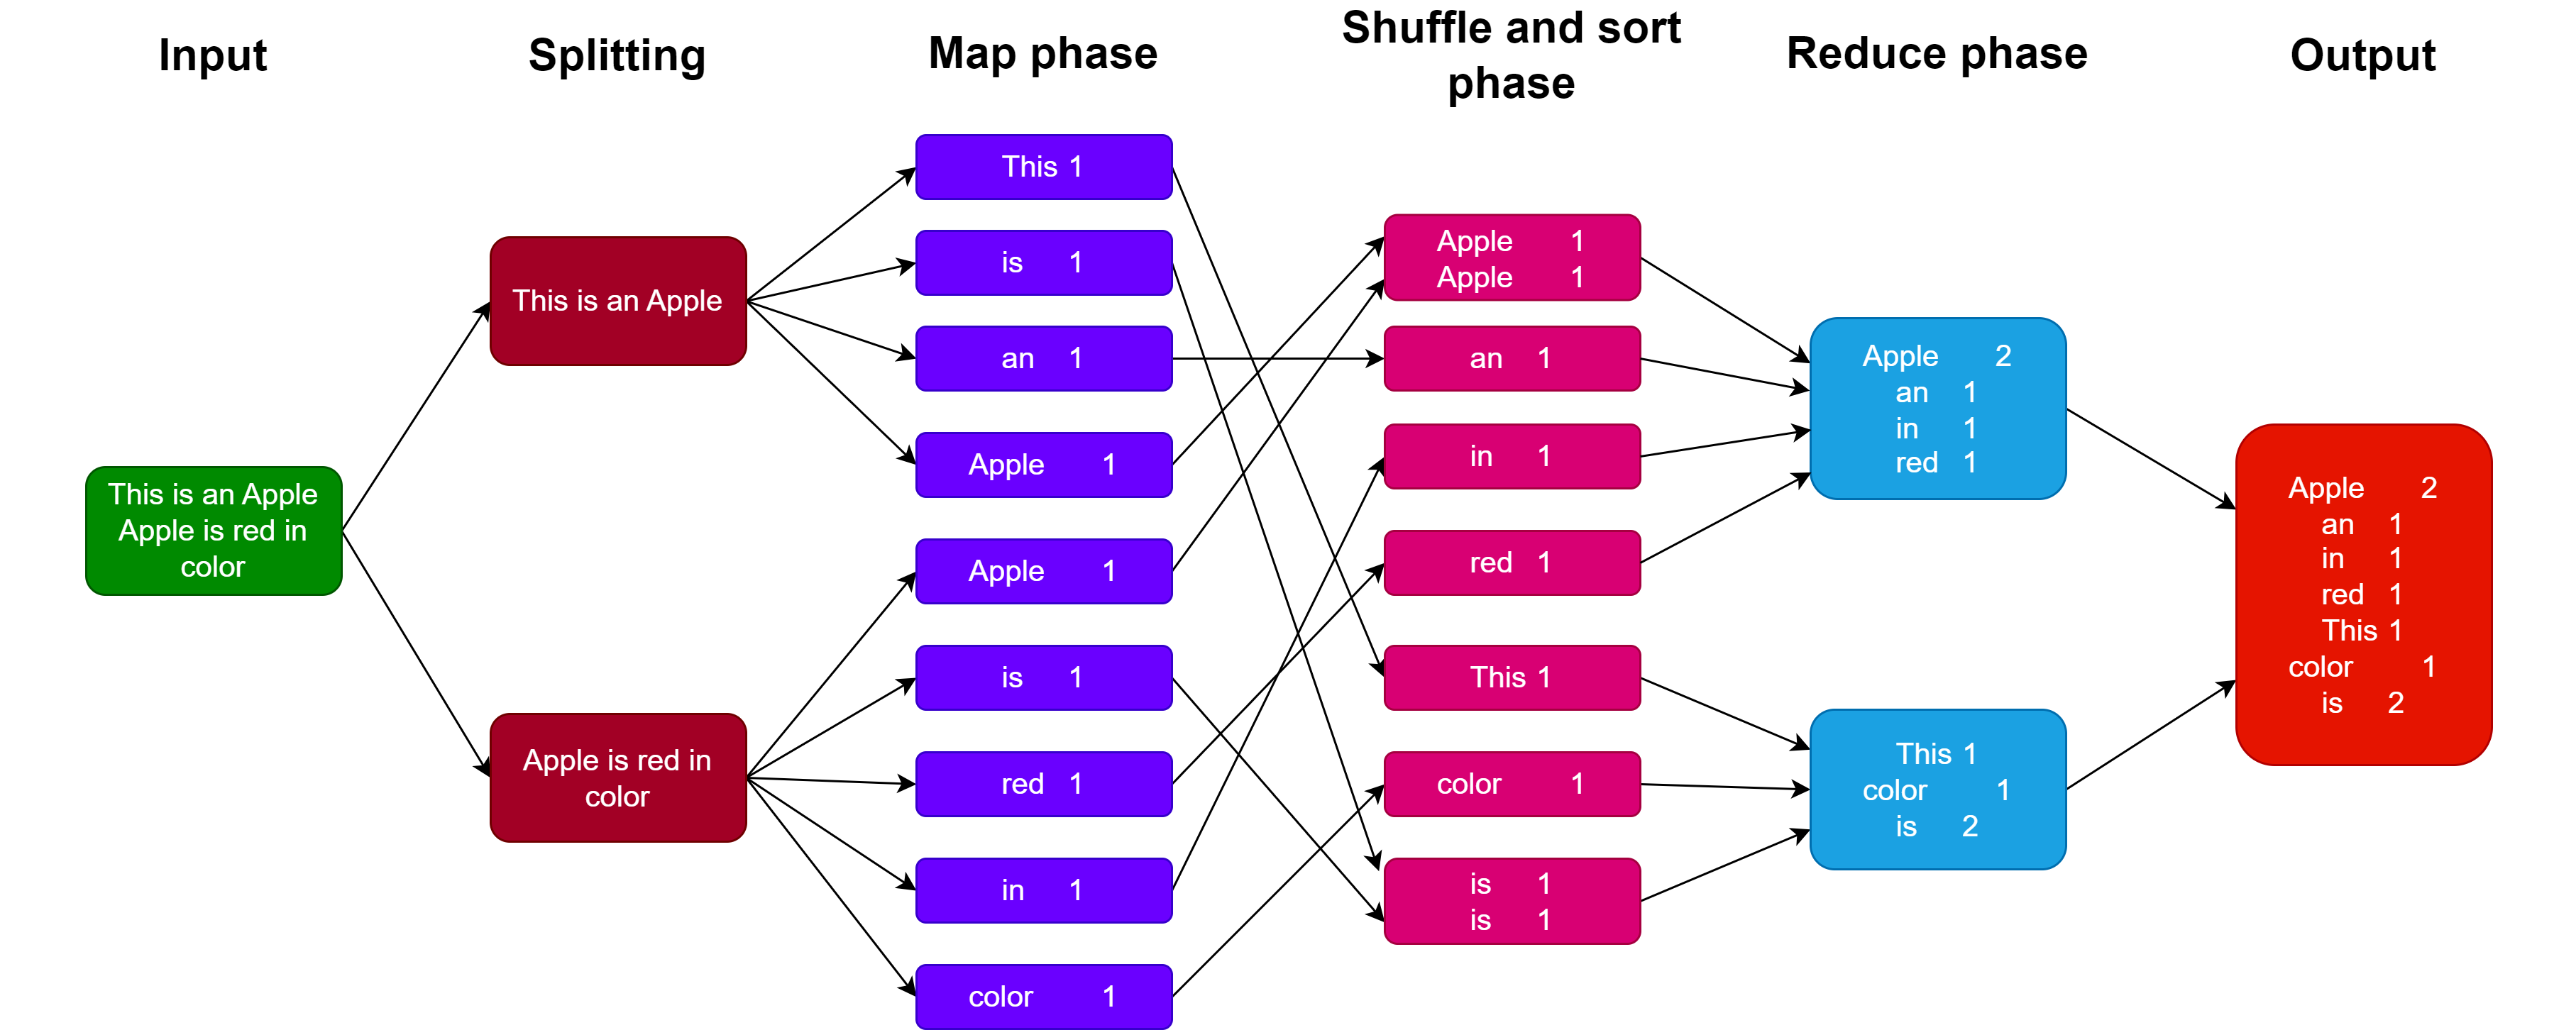 Input
Splitting
Map phase
Shuffle and sort
phase
Reduce phase
Output
This is an Apple
Apple is red in
color
This is an Apple
Apple is red in
color
This 1
is 1
an 1
Apple 1
Apple 1
is 1
red 1
in 1
color 1
Apple 1
Apple 1
an 1
in 1
red 1
This 1
color 1
is 1
is 1
Apple 2
an 1
in 1
red 1
This 1
color 1
is 2
Apple 2
an 1
in 1
red 1
This 1
color 1
is 2